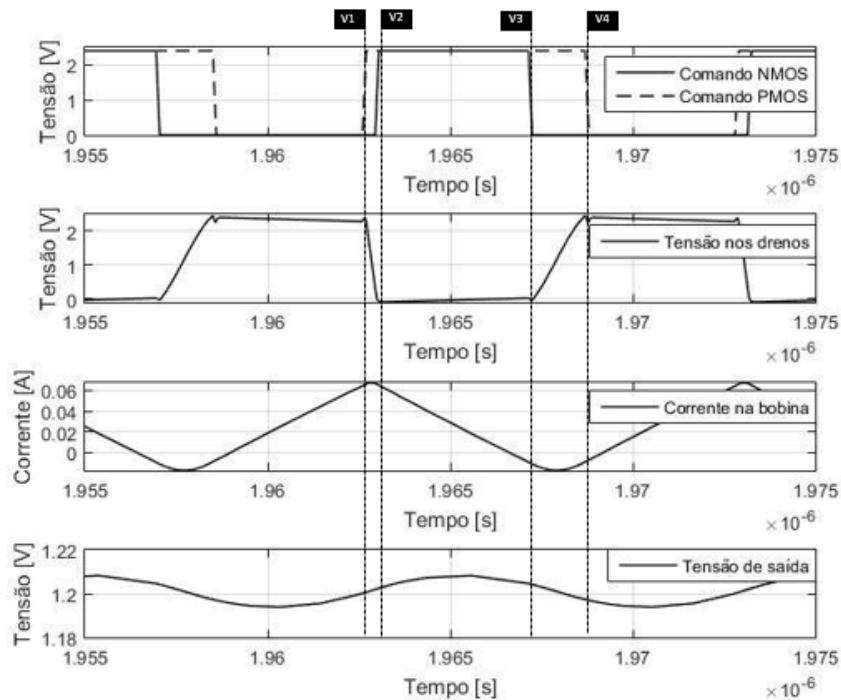 V1 V2 V3 V4
Tensão [V]
2
1
0
Comando NMOS
Comando PMOS
1.955 1.96 1.965 1.97 1.975
Tempo [s]
× 10⁻⁶
Tensão [V]
2
1
0
Tensão nos drenos
1.955 1.96 1.965 1.97 1.975
Tempo [s]
× 10⁻⁶
Corrente [A]
0.06
0.04
0.02
0
Corrente na bobina
1.955 1.96 1.965 1.97 1.975
Tempo [s]
× 10⁻⁶
Tensão [V]
1.22
1.2
1.18
Tensão de saída
1.955 1.96 1.965 1.97 1.975
Tempo [s]
× 10⁻⁶